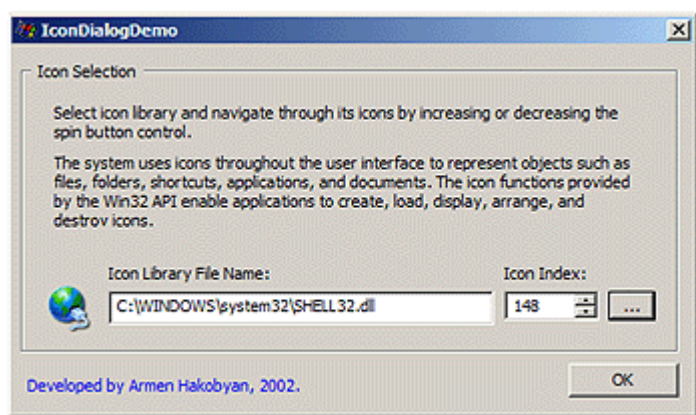 IconDialogDemo
Icon Selection
Select icon library and navigate through its icons by increasing or decreasing the
spin button control.
The system uses icons throughout the user interface to represent objects such as
files, folders, shortcuts, applications, and documents. The icon functions provided
by the Win32 API enable applications to create, load, display, arrange, and
destroy icons.
Icon Library File Name:
Icon Index:
C:\WINDOWS\system32\SHELL32.dll
148
...
Developed by Armen Hakobyan, 2002.
OK